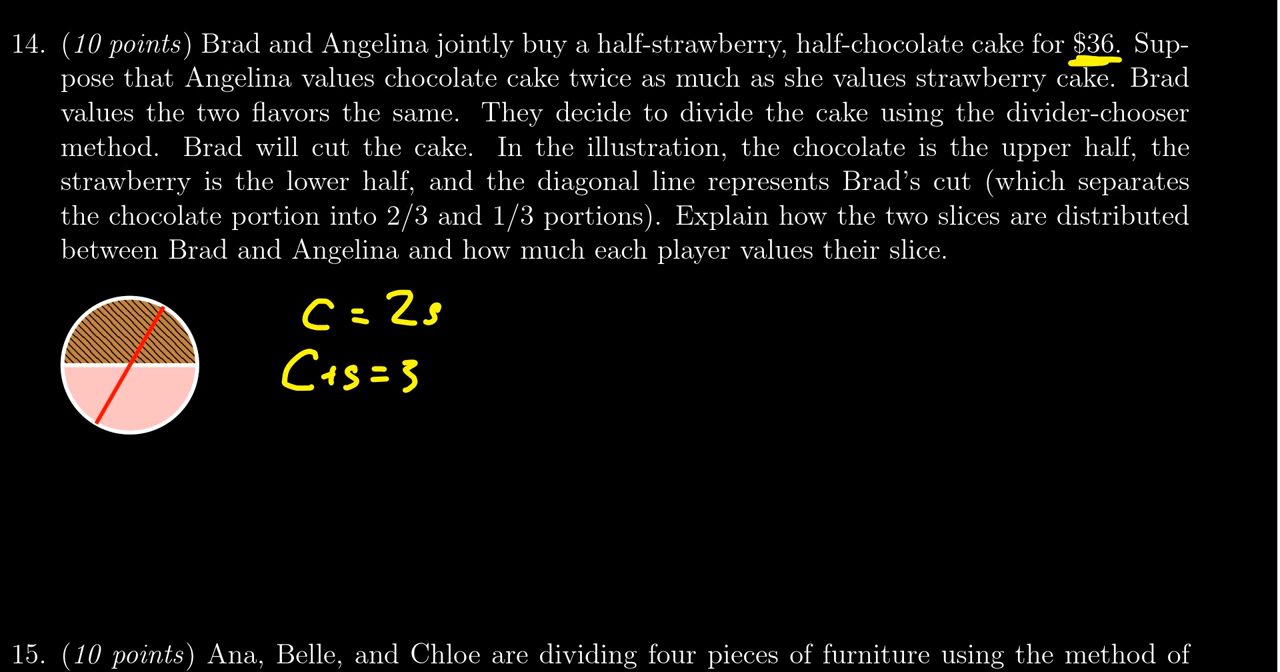 14. (10 points) Brad and Angelina jointly buy a half-strawberry, half-chocolate cake for $36. Sup-
pose that Angelina values chocolate cake twice as much as she values strawberry cake. Brad
values the two flavors the same. They decide to divide the cake using the divider-chooser
method. Brad will cut the cake. In the illustration, the chocolate is the upper half, the
strawberry is the lower half, and the diagonal line represents Brad's cut (which separates
the chocolate portion into 2/3 and 1/3 portions). Explain how the two slices are distributed
between Brad and Angelina and how much each player values their slice.
C = 2s
C+s = 3
15. (10 points) Ana, Belle, and Chloe are dividing four pieces of furniture using the method of